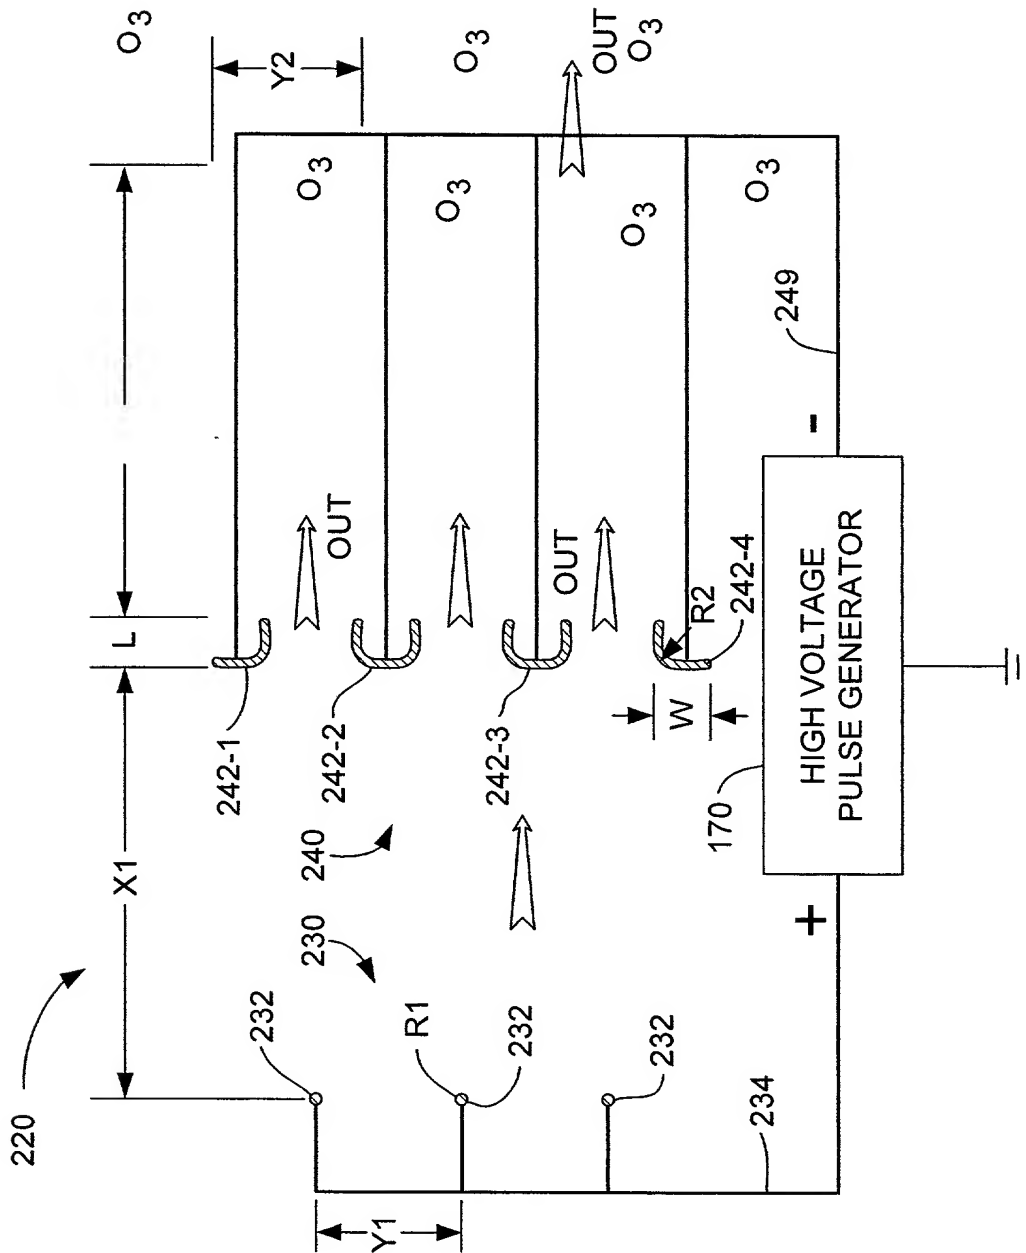 220
X1
L
O3
242-1
232
Y2
230
240
O3
242-2
OUT
Y1
R1
O3
O3
242-3
232
OUT
OUT
O3
O3
232
W
R2
170
242-4
234
O3
249
+
HIGH VOLTAGE
PULSE GENERATOR
-